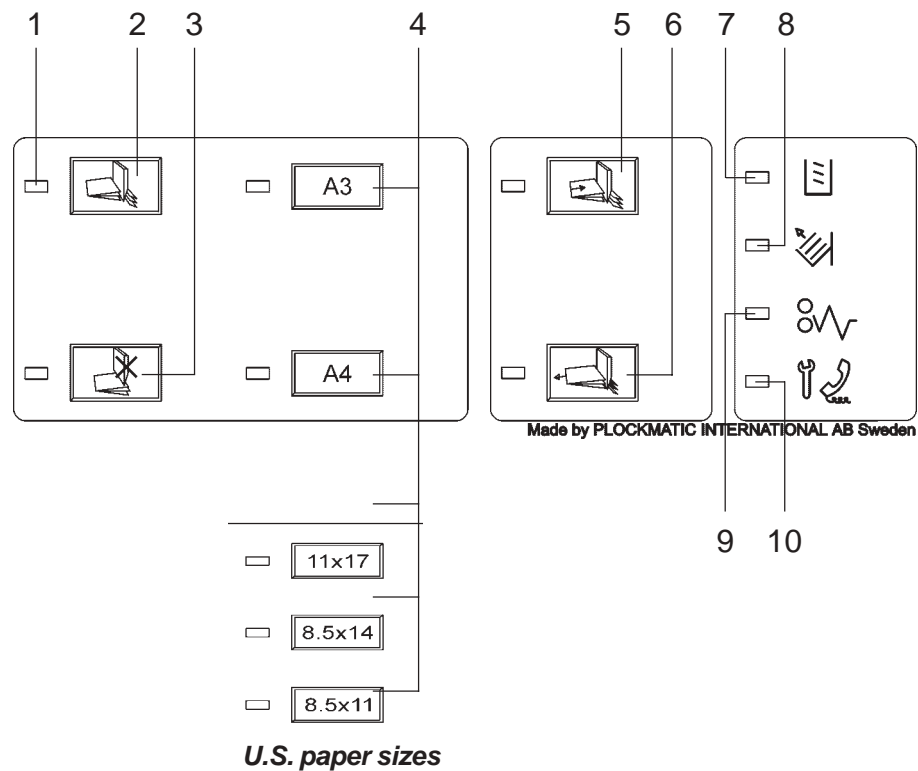 1 2 3 4 5 6 7 8
A3
A4
Made by PLOCKMATIC INTERNATIONAL AB Sweden
9 10
11x17
8.5x14
8.5x11
U.S. paper sizes